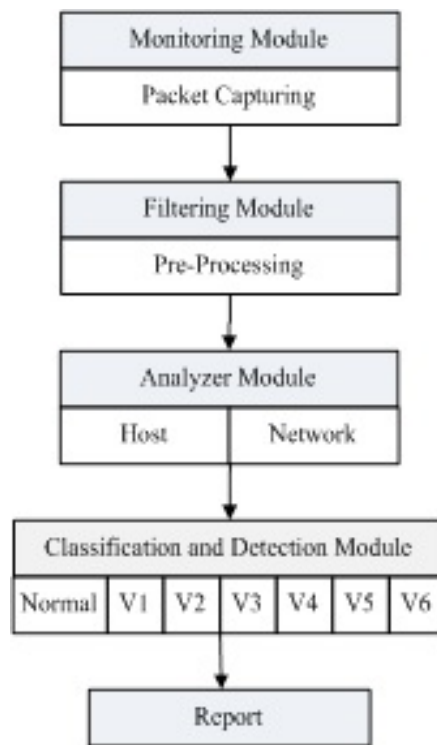 Monitoring Module
Packet Capturing
Filtering Module
Pre-Processing
Analyzer Module
Host Network
Classification and Detection Module
Normal V1 V2 V3 V4 V5 V6
Report